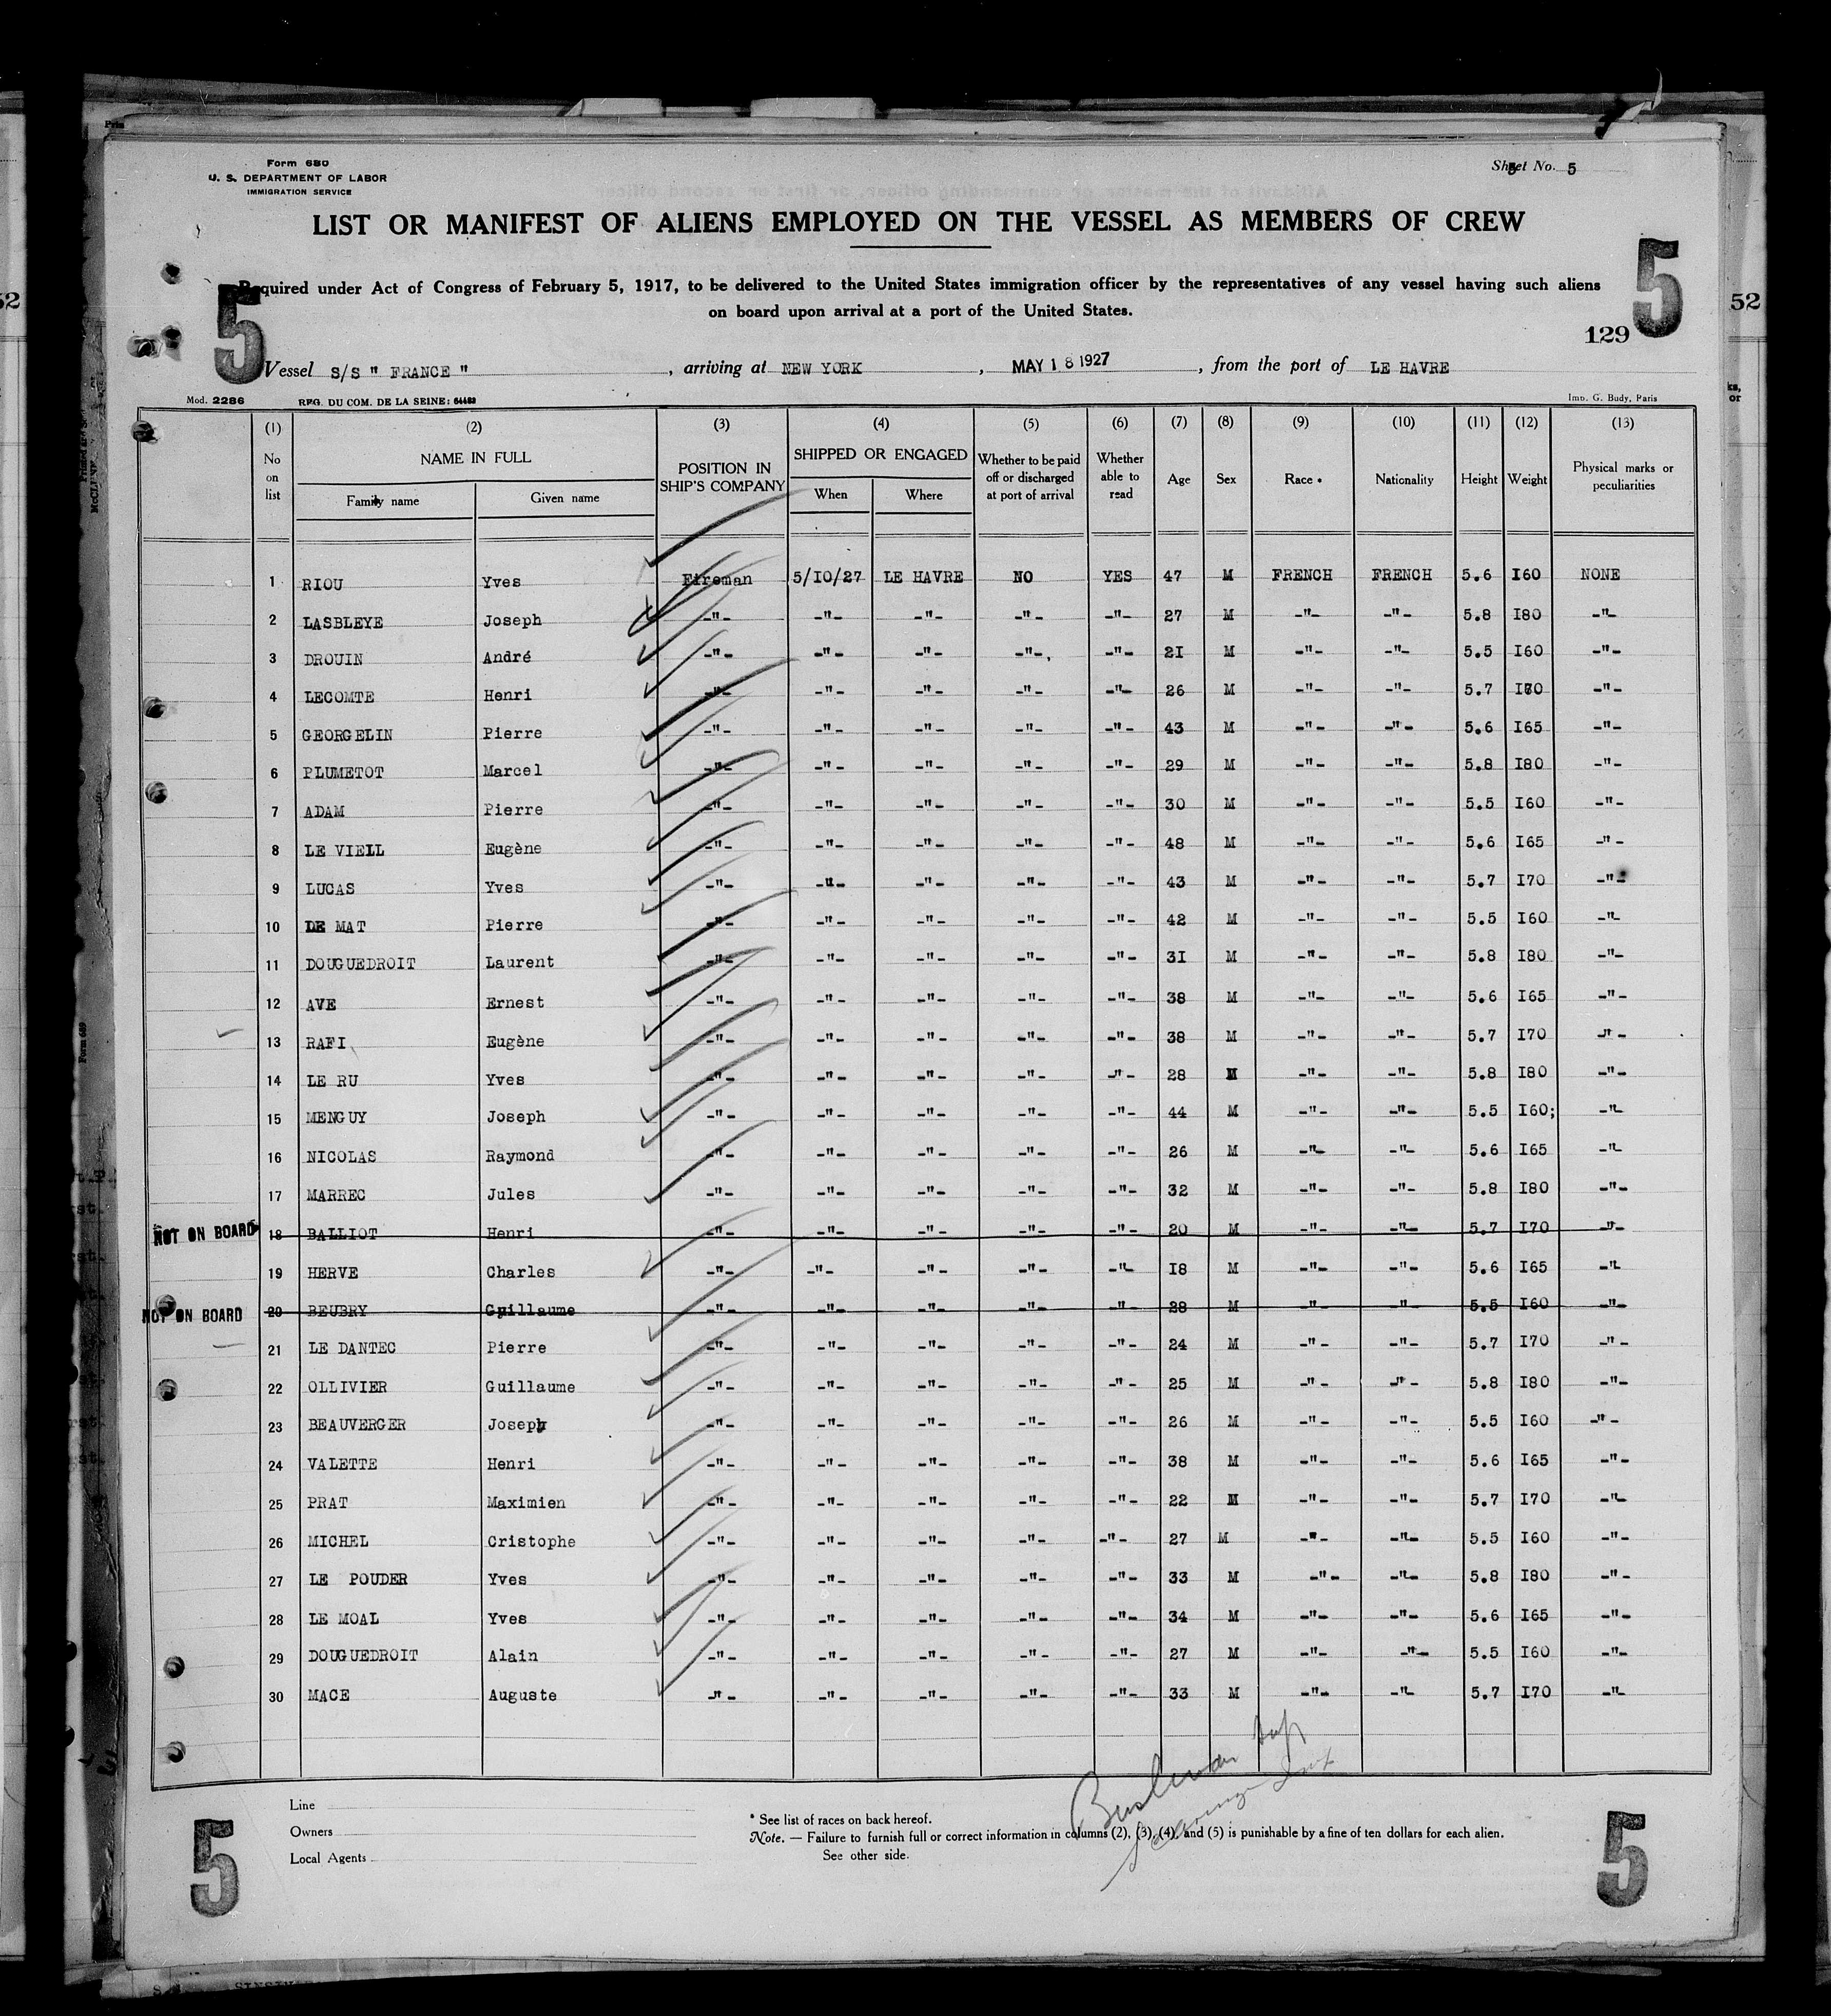 Form 680
U. S. DEPARTMENT OF LABOR
IMMIGRATION SERVICE
Sheet No. 5
LIST OR MANIFEST OF ALIENS EMPLOYED ON THE VESSEL AS MEMBERS OF CREW
5 5
Required under Act of Congress of February 5, 1917, to be delivered to the United States immigration officer by the representatives of any vessel having such aliens
on board upon arrival at a port of the United States.
129
Vessel S/S " FRANCE " , arriving at NEW YORK , MAY 18 1927 , from the port of LE HAVRE
Mod. 2286 REG. DU COM. DE LA SEINE: 64483 Imp. G. Budy, Paris
(1) (2) (3) (4) (5) (6) (7) (8) (9) (10) (11) (12) (13)
No on list NAME IN FULL Family name Given name POSITION IN SHIP'S COMPANY SHIPPED OR ENGAGED When Where Whether to be paid off or discharged at port of arrival Whether able to read Age Sex Race * Nationality Height Weight Physical marks or peculiarities
1 RIOU Yves Fireman 5/10/27 LE HAVRE NO YES 47 M FRENCH FRENCH 5.6 I60 NONE
2 LASBLEYE Joseph -"- -"- -"- -"- -"- 27 M -"- -"- 5.8 I80 -"-
3 DROUIN André -"- -"- -"- -"-. -"- 2I M -"- -"- 5.5 I60 -"-
4 LECOMTE Henri -"- -"- -"- -"- -"- 26 M -"- -"- 5.7 I70 -"-
5 GEORGELIN Pierre -"- -"- -"- -"- -"- 43 M -"- -"- 5.6 I65 -"-
6 PLUMETOT Marcel -"- -"- -"- -"- -"- 29 M -"- -"- 5.8 I80 -"-
7 ADAM Pierre -"- -"- -"- -"- -"- 30 M -"- -"- 5.5 I60 -"-
8 LE VIELL Eugène -"- -"- -"- -"- -"- 48 M -"- -"- 5.6 I65 -"-
9 LUCAS Yves -"- -"- -"- -"- -"- 43 M -"- -"- 5.7 I70 -"-
10 LE MAT Pierre -"- -"- -"- -"- -"- 42 M -"- -"- 5.5 I60 -"-
11 DOUGUEDROIT Laurent -"- -"- -"- -"- -"- 3I M -"- -"- 5.8 I80 -"-
12 AVE Ernest -"- -"- -"- -"- -"- 38 M -"- -"- 5.6 I65 -"-
13 RAFI Eugène -"- -"- -"- -"- -"- 38 M -"- -"- 5.7 I70 -"-
14 LE RU Yves -"- -"- -"- -"- -"- 28 M -"- -"- 5.8 I80 -"-
15 MENGUY Joseph -"- -"- -"- -"- -"- 44 M -"- -"- 5.5 I60; -"-
16 NICOLAS Raymond -"- -"- -"- -"- -"- 26 M -"- -"- 5.6 I65 -"-
17 MARREC Jules -"- -"- -"- -"- -"- 32 M -"- -"- 5.8 I80 -"-
NOT ON BOARD 18 BALLIOT Henri -"- -"- -"- -"- -"- 20 M -"- -"- 5.7 I70 -"-
19 HERVE Charles -"- -"- -"- -"- -"- I8 M -"- -"- 5.6 I65 -"-
NOT ON BOARD 20 BEUBRY Guillaume -"- -"- -"- -"- -"- 28 M -"- -"- 5.5 I60 -"-
21 LE DANTEC Pierre -"- -"- -"- -"- -"- 24 M -"- -"- 5.7 I70 -"-
22 OLLIVIER Guillaume -"- -"- -"- -"- -"- 25 M -"- -"- 5.8 I80 -"-
23 BEAUVERGER Joseph -"- -"- -"- -"- -"- 26 M -"- -"- 5.5 I60 -"-
24 VALETTE Henri -"- -"- -"- -"- -"- 38 M -"- -"- 5.6 I65 -"-
25 PRAT Maximien -"- -"- -"- -"- -"- 22 M -"- -"- 5.7 I70 -"-
26 MICHEL Cristophe -"- -"- -"- -"- -"- 27 M -"- -"- 5.5 I60 -"-
27 LE POUDER Yves -"- -"- -"- -"- -"- 33 M -"- -"- 5.8 I80 -"-
28 LE MOAL Yves -"- -"- -"- -"- -"- 34 M -"- -"- 5.6 I65 -"-
29 DOUGUEDROIT Alain -"- -"- -"- -"- -"- 27 M -"- -"- 5.5 I60 -"-
30 MACE Auguste -"- -"- -"- -"- -"- 33 M -"- -"- 5.7 I70 -"-
Line
Owners
Local Agents
* See list of races on back hereof.
Note. — Failure to furnish full or correct information in columns (2), (3), (4), and (5) is punishable by a fine of ten dollars for each alien.
See other side.
5 5
52
52